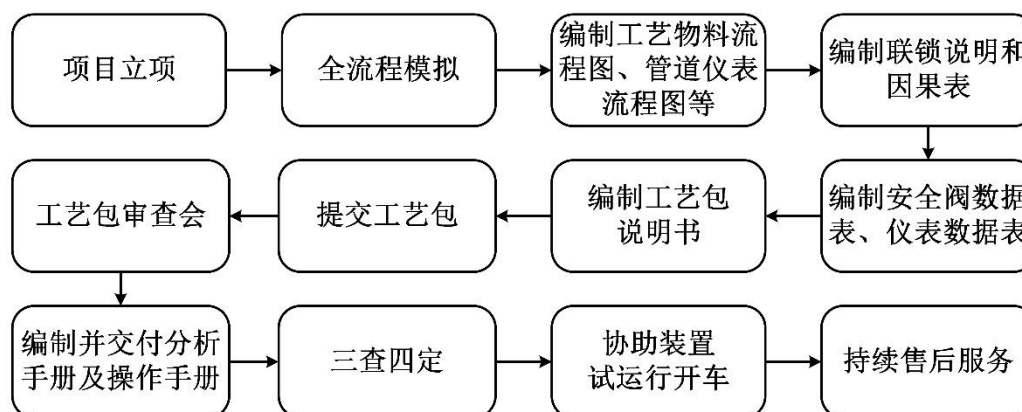 项目立项
全流程模拟
编制工艺物料流
程图、管道仪表
流程图等
编制联锁说明和
因果表
工艺包审查会
提交工艺包
编制工艺包
说明书
编制安全阀数据
表、仪表数据表
编制并交付分析
手册及操作手册
三查四定
协助装置
试运行开车
持续售后服务